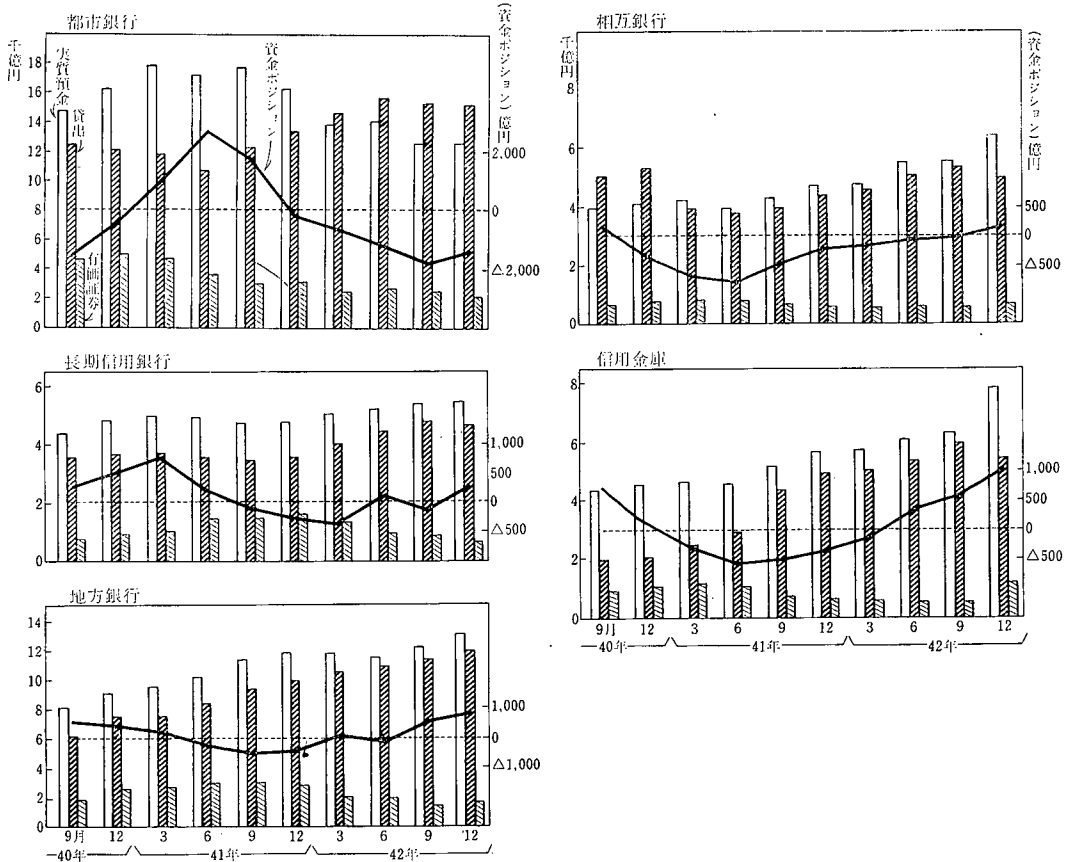 都市銀行
千億円
18
16
14
12
10
8
6
4
2
0
実質預金
貸出
有価証券
資金ポジション
(資金ポジション)億円
2,000
0
△2,000
相互銀行
千億円
8
6
4
2
0
(資金ポジション)億円
500
0
△500
長期信用銀行
6
4
2
0
1,000
500
0
△500
信用金庫
8
6
4
2
0
1,000
500
0
△500
9月 12 3 6 9 12 3 6 9 12
40年 41年 42年
地方銀行
14
12
10
8
6
4
2
0
1,000
0
△1,000
9月 12 3 6 9 12 3 6 9 12
40年 41年 42年